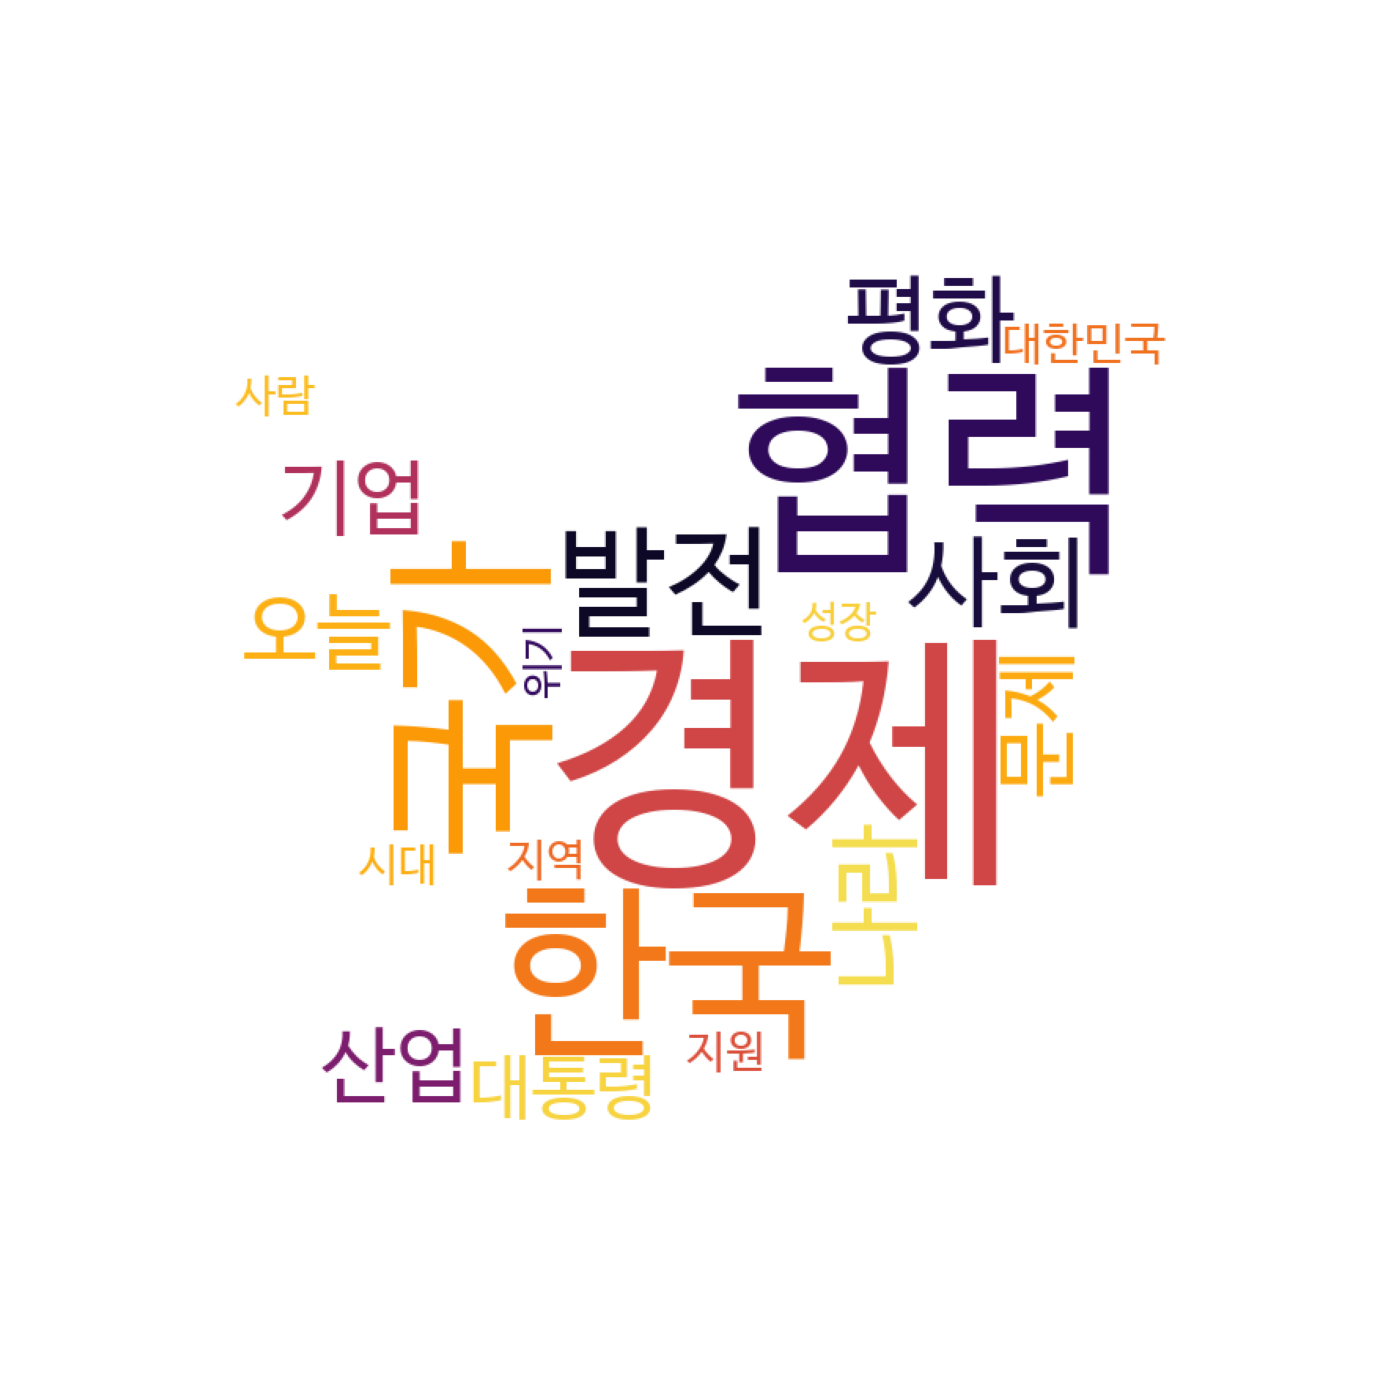 평화
대한민국
협력
사람
기업
발전
사회
국가
오늘
성장
위기
경제
문제
시대
지역
나라
한국
산업
대통령
지원